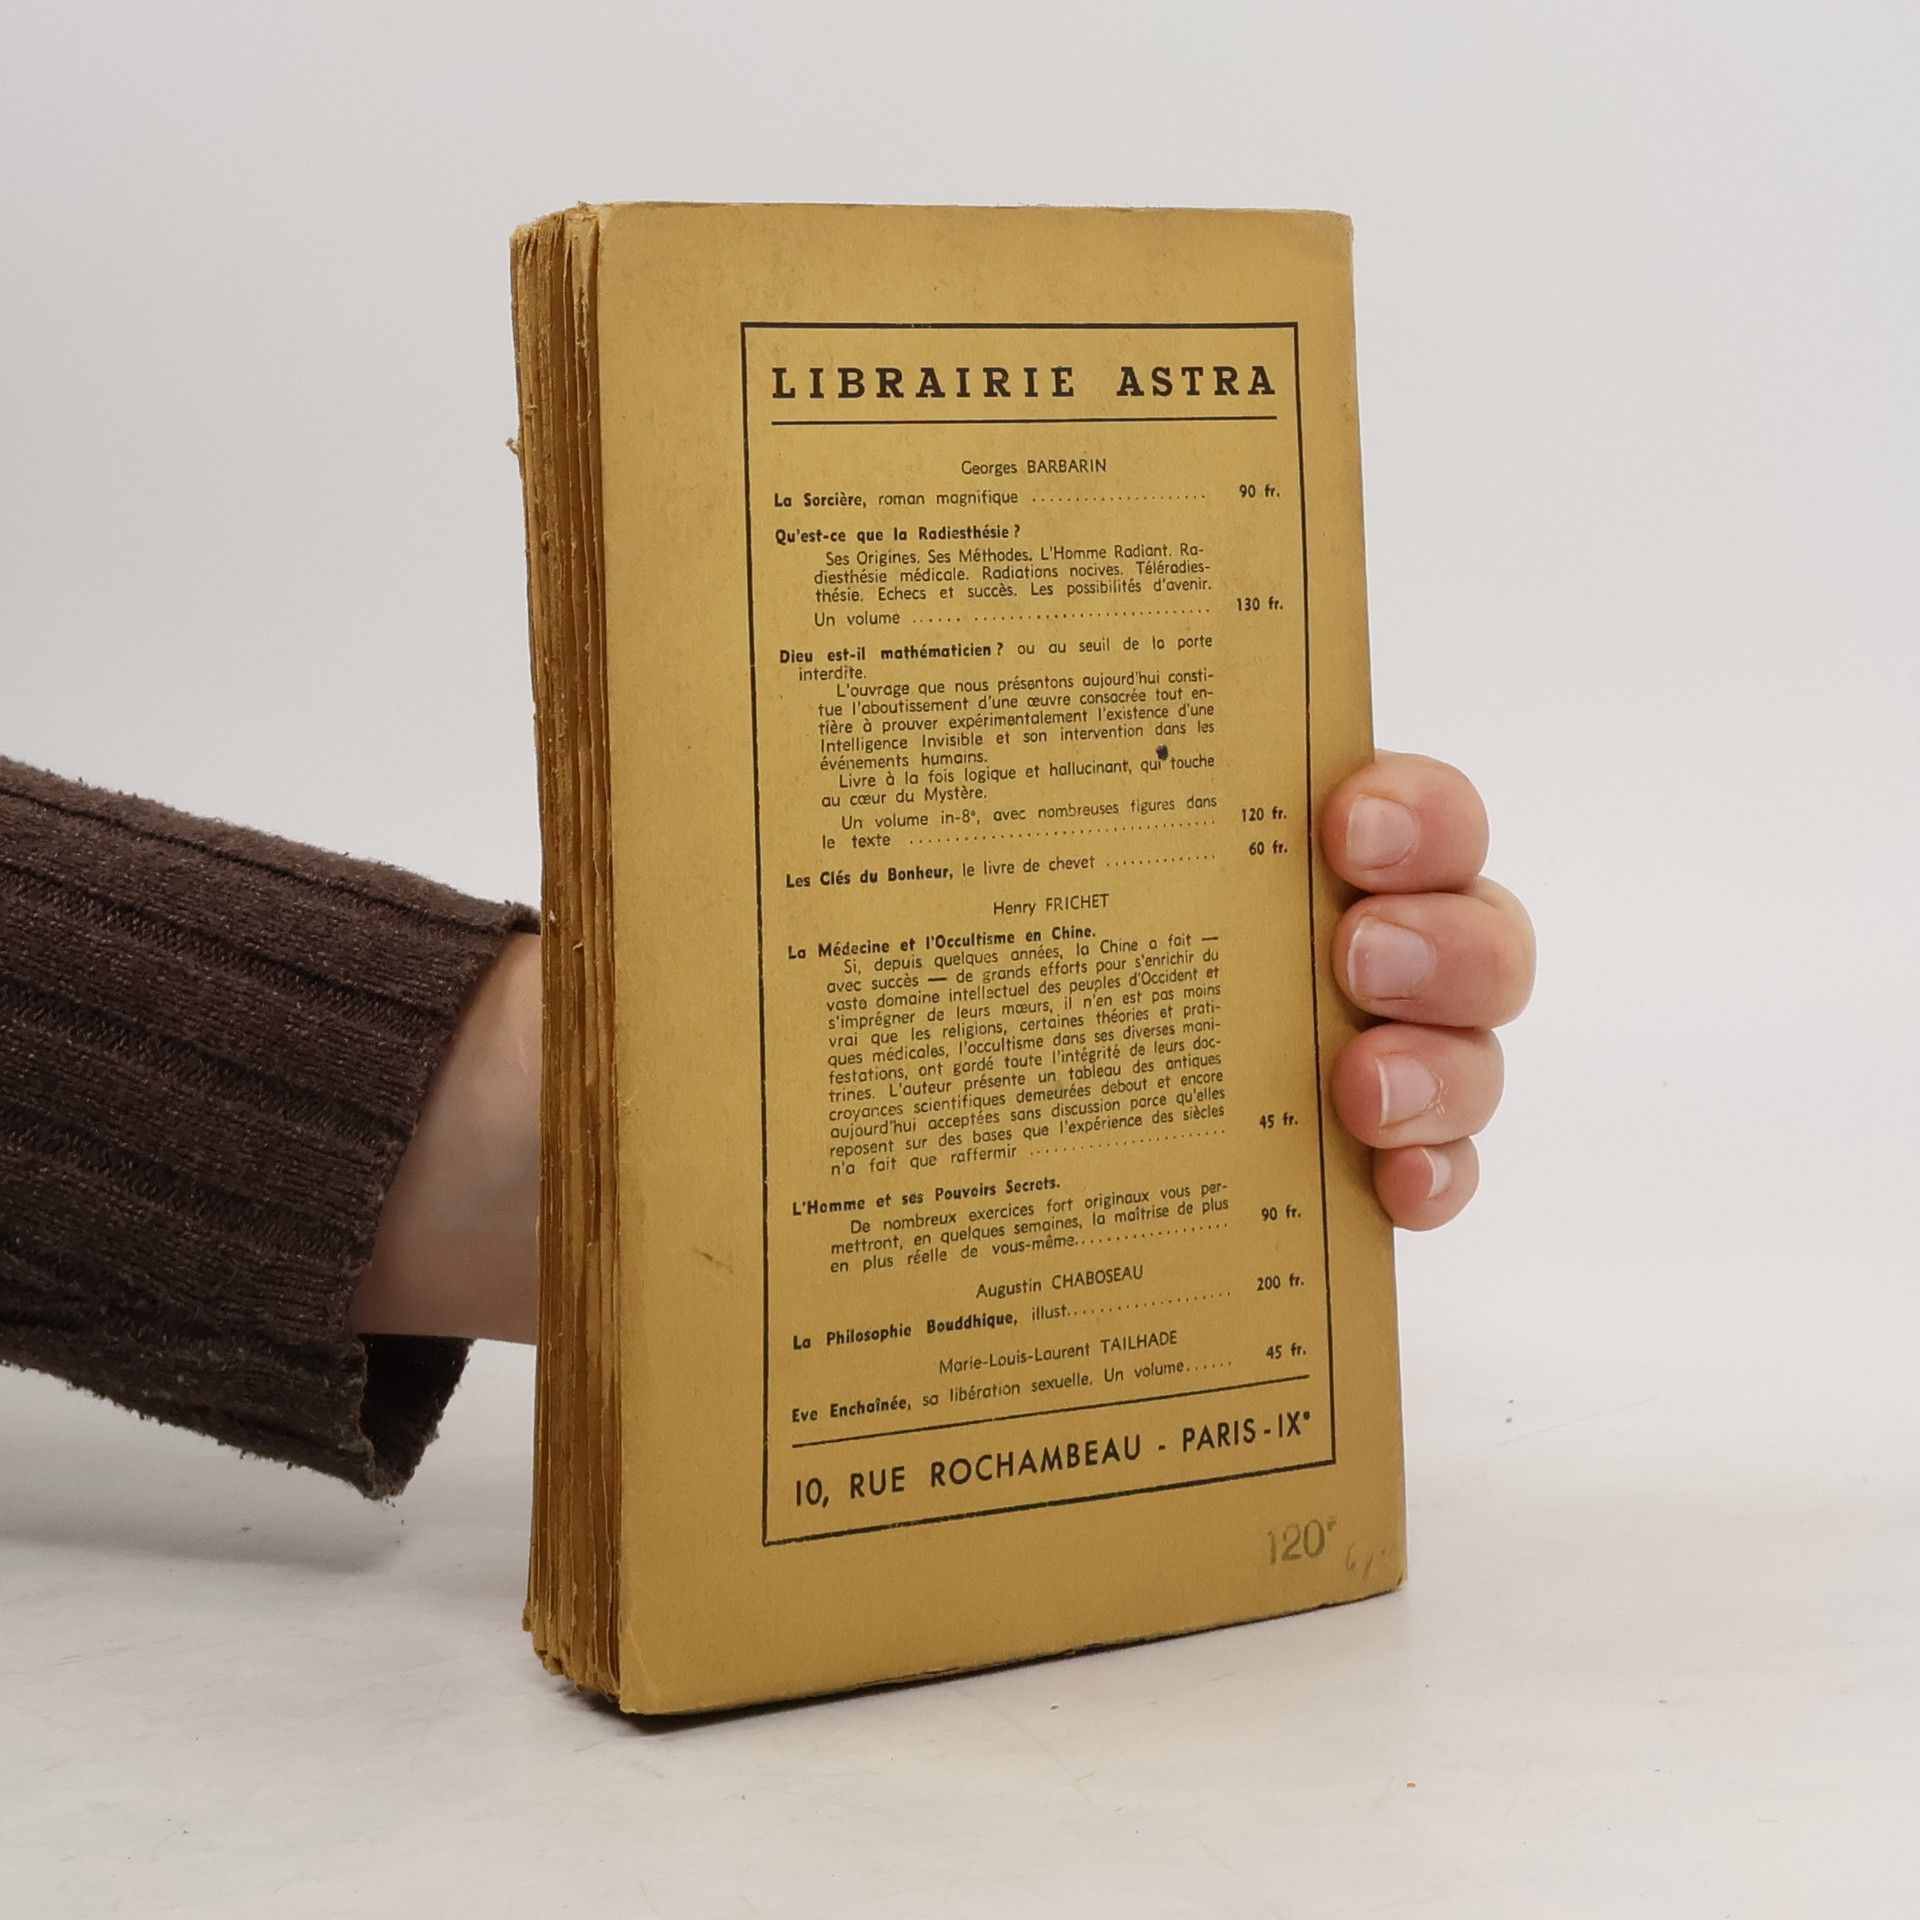 LIBRAIRIE ASTRA
Georges BARBARIN
La Sorcière, roman magnifique ..................... 90 fr.
Qu'est-ce que la Radiesthésie ?
Ses Origines. Ses Méthodes. L'Homme Radiant. Ra-
diesthésie médicale. Radiations nocives. Téléradies-
thésie. Echecs et succès. Les possibilités d'avenir.
Un volume .................................. 130 fr.
Dieu est-il mathématicien ? ou au seuil de la porte
interdite.
L'ouvrage que nous présentons aujourd'hui consti-
tue l'aboutissement d'une œuvre consacrée tout en-
tière à prouver expérimentalement l'existence d'une
Intelligence Invisible et son intervention dans les
événements humains.
Livre à la fois logique et hallucinant, qui touche
au cœur du Mystère.
Un volume in-8°, avec nombreuses figures dans
le texte .................................... 120 fr.
Les Clés du Bonheur, le livre de chevet .............. 60 fr.
Henry FRICHET
La Médecine et l'Occultisme en Chine.
Si, depuis quelques années, la Chine a fait —
avec succès — de grands efforts pour s'enrichir du
vaste domaine intellectuel des peuples d'Occident et
s'imprégner de leurs mœurs, il n'en est pas moins
vrai que les religions, certaines théories et prati-
ques médicales, l'occultisme dans ses diverses mani-
festations, ont gardé toute l'intégrité de leurs doc-
trines. L'auteur présente un tableau des antiques
croyances scientifiques demeurées debout et encore
aujourd'hui acceptées sans discussion parce qu'elles
reposent sur des bases que l'expérience des siècles
n'a fait que raffermir ....................... 45 fr.
L'Homme et ses Pouvoirs Secrets.
De nombreux exercices fort originaux vous per-
mettront, en quelques semaines, la maîtrise de plus
en plus réelle de vous-même.................. 90 fr.
Augustin CHABOSEAU
La Philosophie Bouddhique, illust.................... 200 fr.
Marie-Louis-Laurent TAILHADE
Eve Enchaînée, sa libération sexuelle. Un volume...... 45 fr.
10, RUE ROCHAMBEAU - PARIS-IX°
120